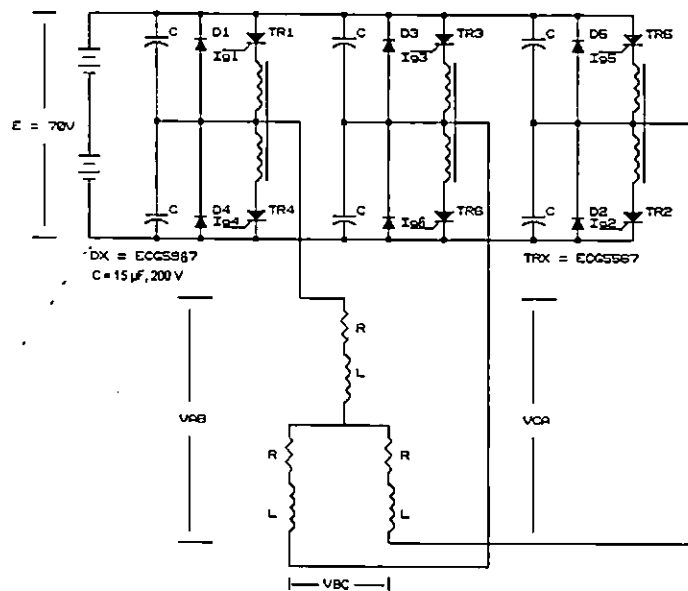 C D1 TR1 C D3 TR3 C D5 TR5
Ig1 Ig3 Ig5
E = 70V
C D4 TR4 C TR6 C D2 TR2
Ig4 Ig6 Ig2
DX = ECG5967 TRX = ECG5567
C = 15 µF, 200 V
R
L
VAB VCA
R R
L L
VBC